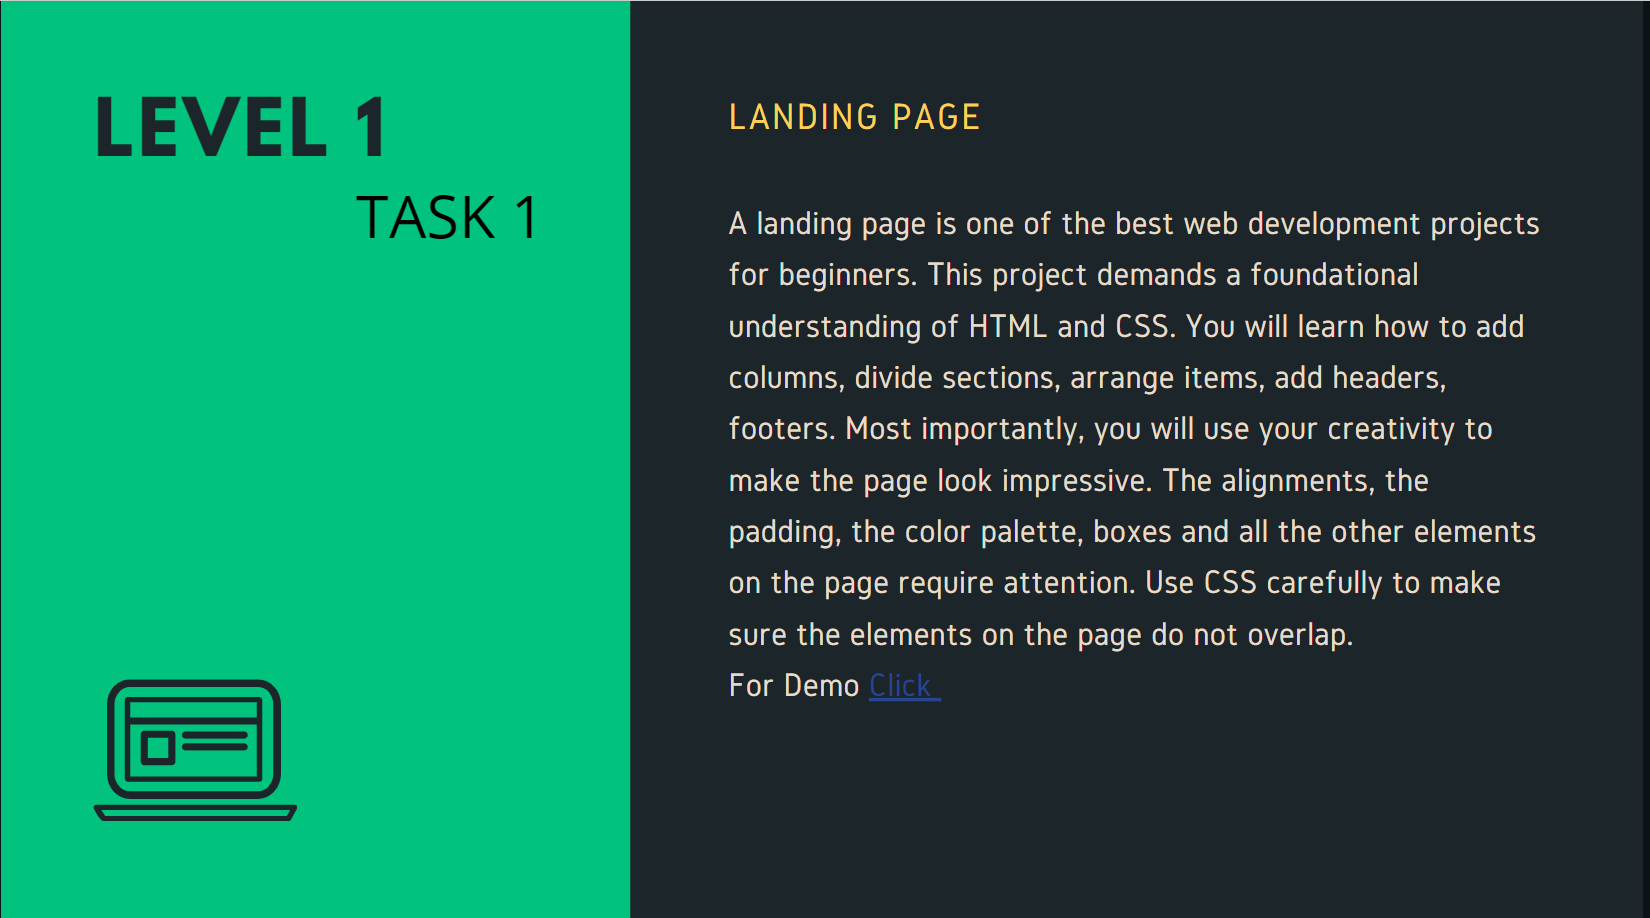 LEVEL 1
TASK 1
LANDING PAGE
A landing page is one of the best web development projects
for beginners. This project demands a foundational
understanding of HTML and CSS. You will learn how to add
columns, divide sections, arrange items, add headers,
footers. Most importantly, you will use your creativity to
make the page look impressive. The alignments, the
padding, the color palette, boxes and all the other elements
on the page require attention. Use CSS carefully to make
sure the elements on the page do not overlap.
For Demo Click